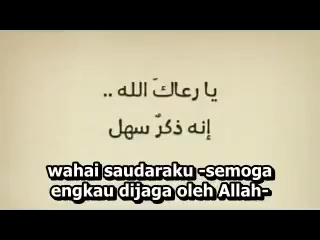 يا رعاكَ الله ..
إنه ذكرٌ سهل
wahai saudaraku -semoga
engkau dijaga oleh Allah-